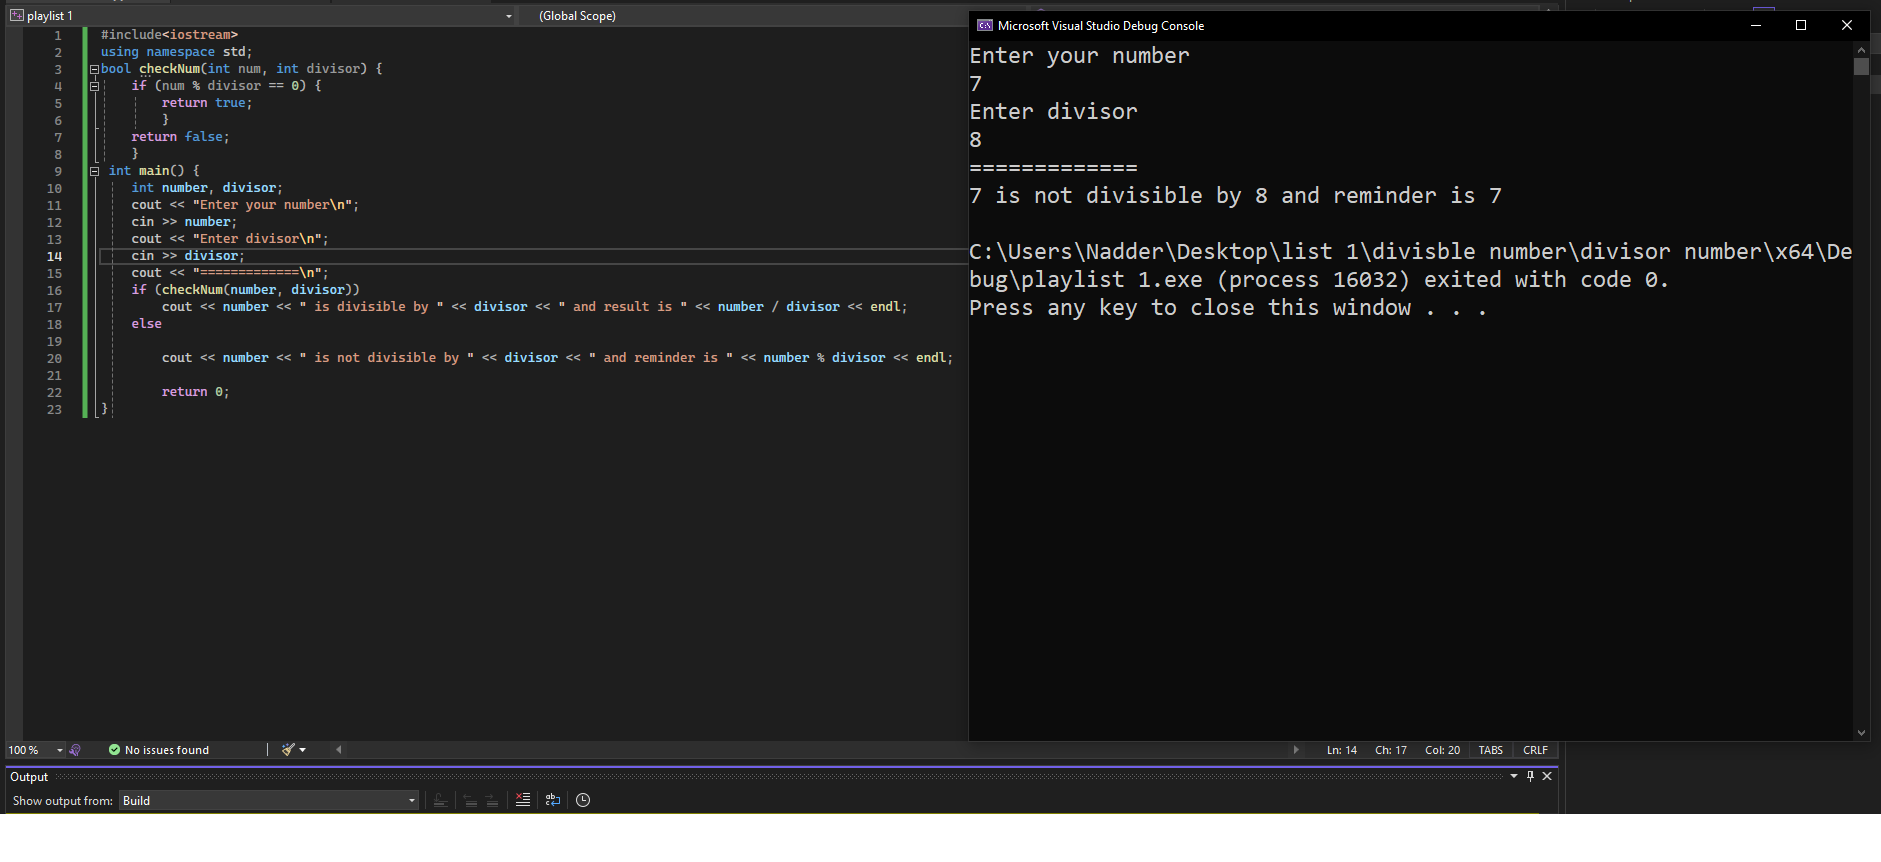 playlist 1
(Global Scope)
1 #include<iostream>
2 using namespace std;
3 bool checkNum(int num, int divisor) {
4 if (num % divisor == 0) {
5 return true;
6 }
7 return false;
8 }
9 int main() {
10 int number, divisor;
11 cout << "Enter your number\n";
12 cin >> number;
13 cout << "Enter divisor\n";
14 cin >> divisor;
15 cout << "=============\n";
16 if (checkNum(number, divisor))
17 cout << number << " is divisible by " << divisor << " and result is " << number / divisor << endl;
18 else
19
20 cout << number << " is not divisible by " << divisor << " and reminder is " << number % divisor << endl;
21
22 return 0;
23 }
Microsoft Visual Studio Debug Console
Enter your number
7
Enter divisor
8
=============
7 is not divisible by 8 and reminder is 7
C:\Users\Nadder\Desktop\list 1\divisble number\divisor number\x64\De
bug\playlist 1.exe (process 16032) exited with code 0.
Press any key to close this window . . .
100 % No issues found Ln: 14 Ch: 17 Col: 20 TABS CRLF
Output
Show output from: Build